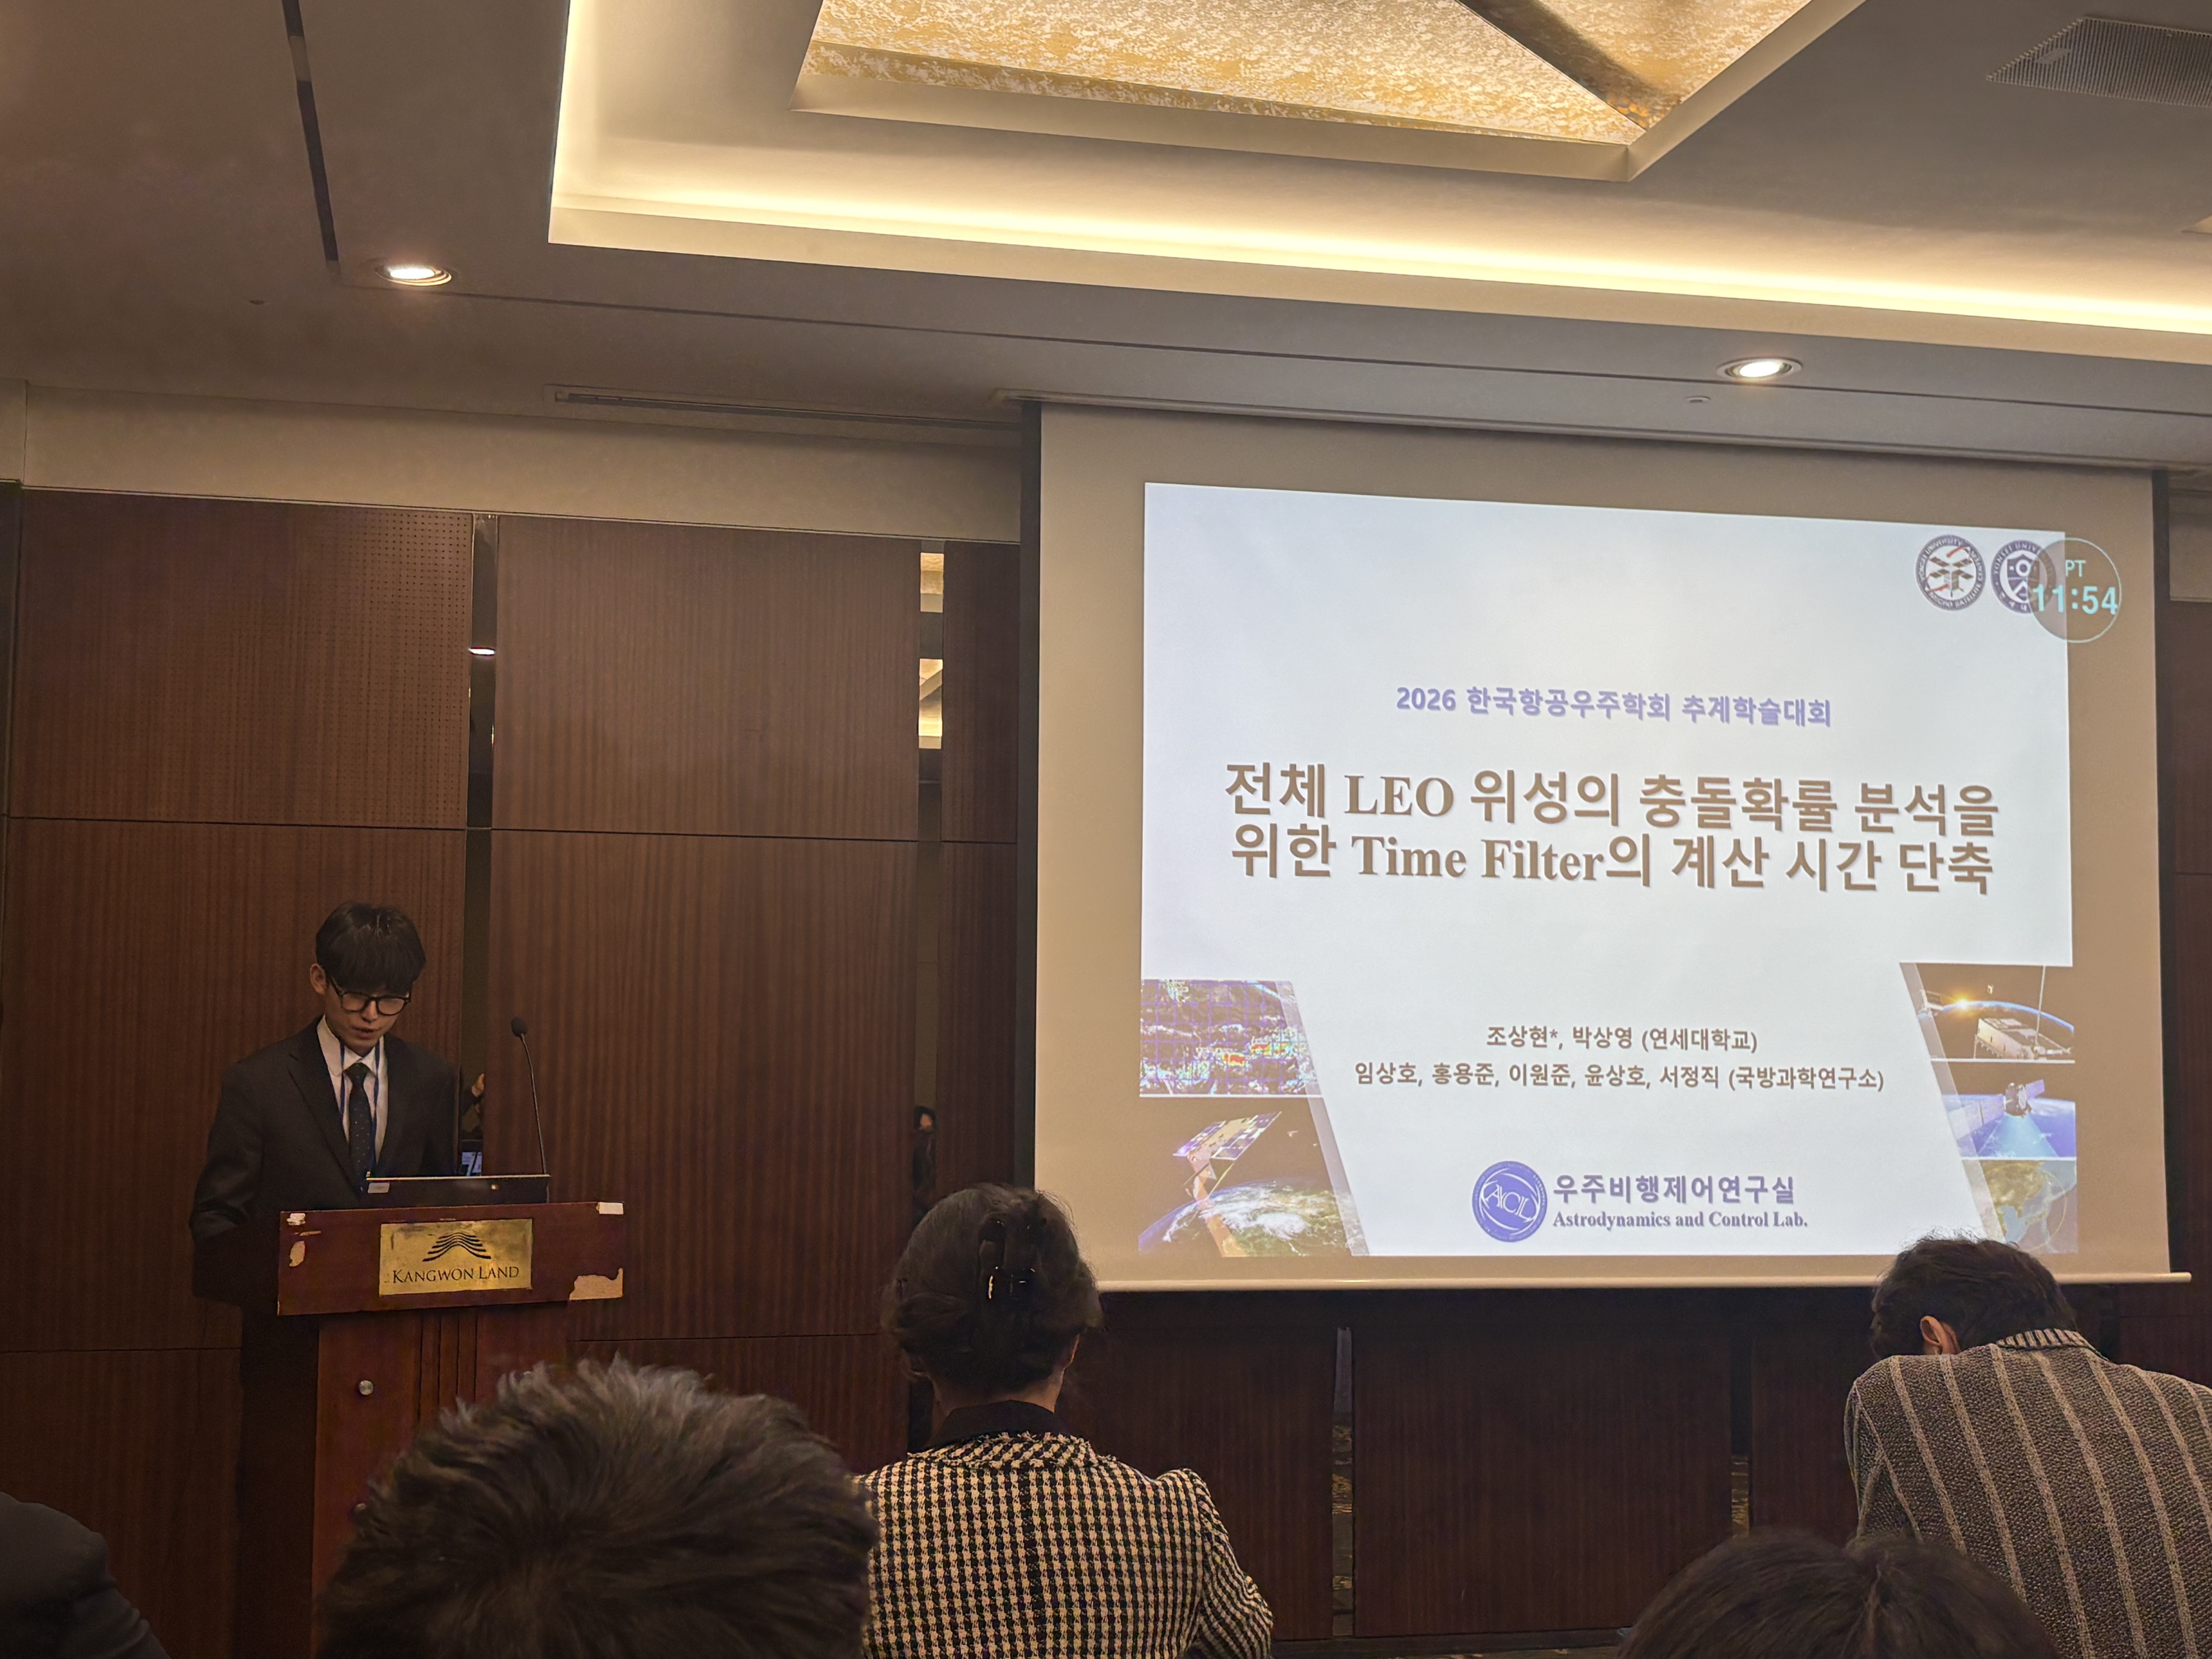 PT
11:54
2026 한국항공우주학회 추계학술대회
전체 LEO 위성의 충돌확률 분석을
위한 Time Filter의 계산 시간 단축
조상현*, 박상영 (연세대학교)
임상호, 홍용준, 이원준, 윤상호, 서정직 (국방과학연구소)
우주비행제어연구실
Astrodynamics and Control Lab.
KANGWON LAND